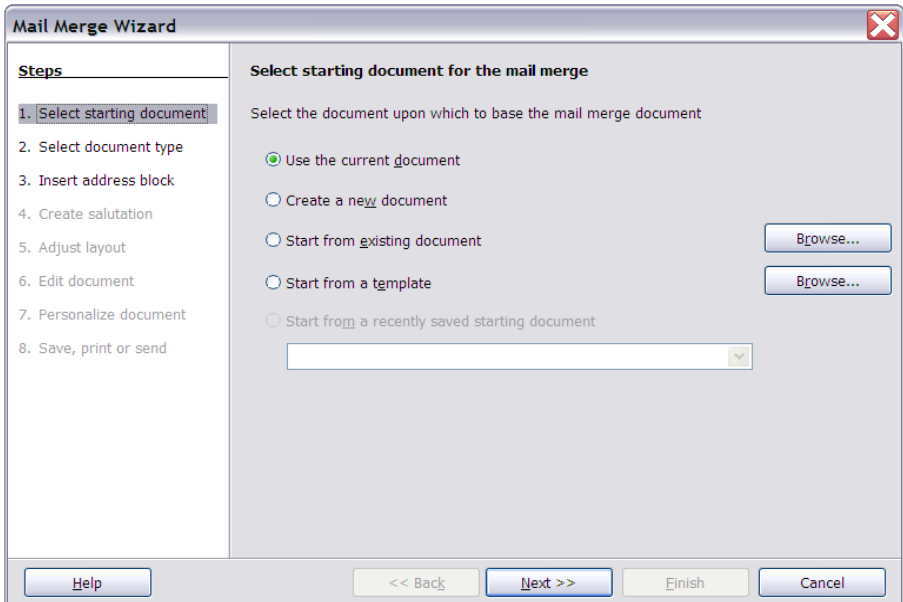 Mail Merge Wizard
Steps
1. Select starting document
2. Select document type
3. Insert address block
4. Create salutation
5. Adjust layout
6. Edit document
7. Personalize document
8. Save, print or send
Select starting document for the mail merge
Select the document upon which to base the mail merge document
Use the current document
Create a new document
Start from existing document
Browse...
Start from a template
Browse...
Start from a recently saved starting document
Help
<< Back
Next >>
Finish
Cancel